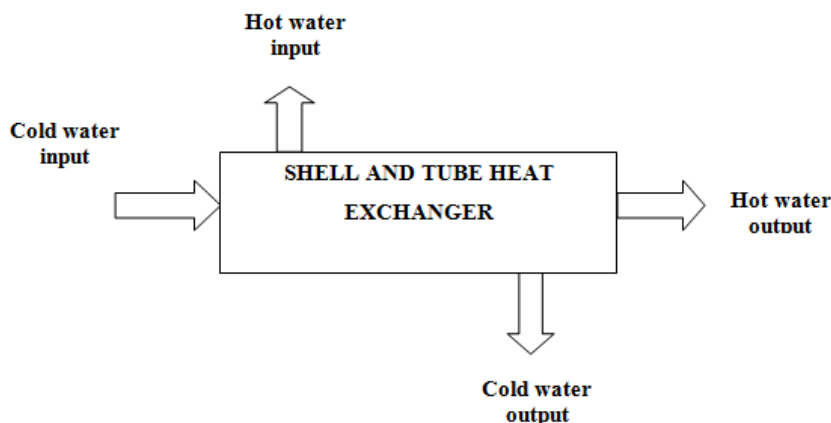 Hot water
input
Cold water
input
SHELL AND TUBE HEAT
EXCHANGER
Hot water
output
Cold water
output